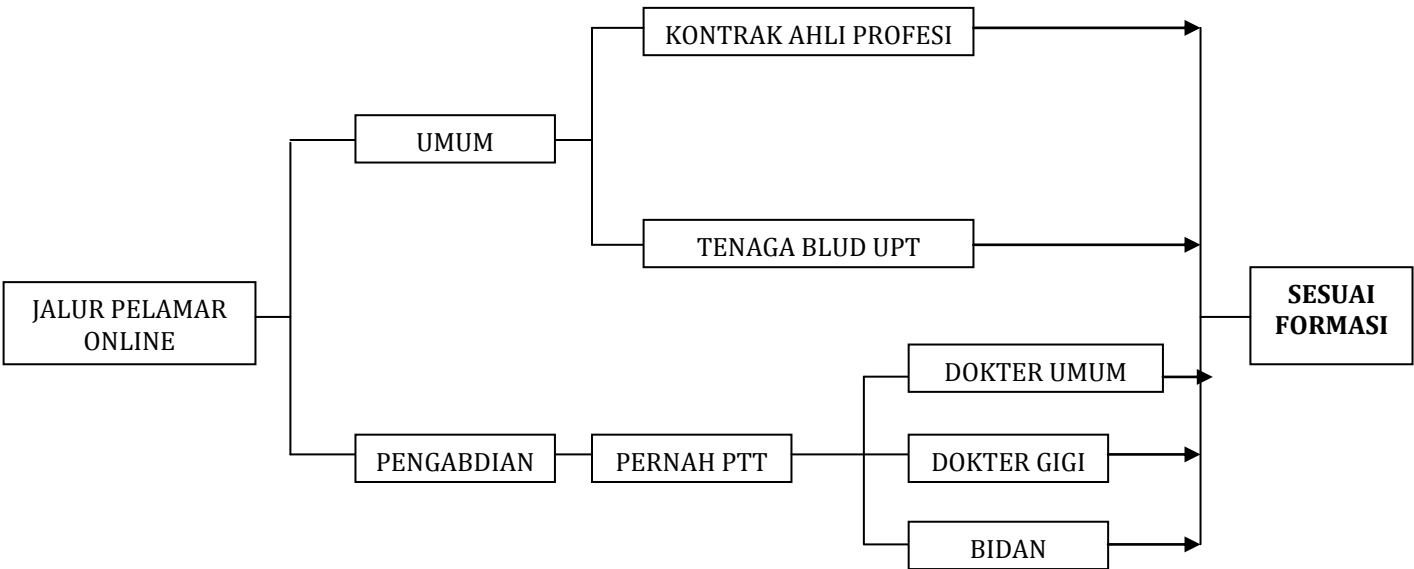 KONTRAK AHLI PROFESI
UMUM
TENAGA BLUD UPT
JALUR PELAMAR
ONLINE
SESUAI
FORMASI
DOKTER UMUM
PENGABDIAN
PERNAH PTT
DOKTER GIGI
BIDAN